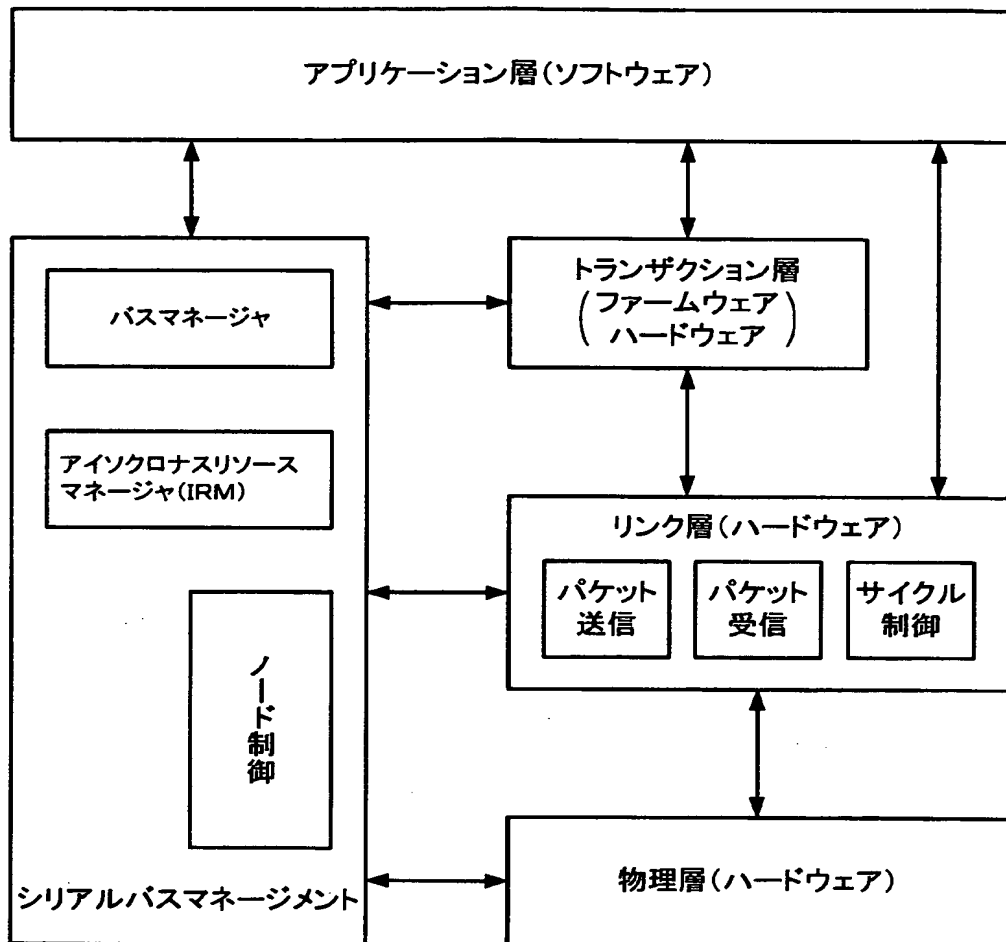 アプリケーション層(ソフトウェア)
バスマネージャ
アイソクロナスリソース
マネージャ(IRM)
ノード制御
シリアルバスマネージメント
トランザクション層
(ファームウェア
ハードウェア)
リンク層(ハードウェア)
パケット
送信
パケット
受信
サイクル
制御
物理層(ハードウェア)